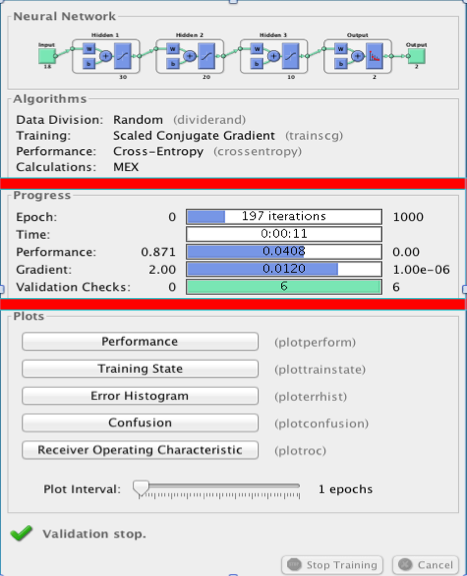 Neural Network
Hidden 1 Hidden 2 Hidden 3 Output
Input Output
W W W W
b b b b
18 30 20 10 2 2
Algorithms
Data Division: Random (dividerand)
Training: Scaled Conjugate Gradient (trainscg)
Performance: Cross-Entropy (crossentropy)
Calculations: MEX
Progress
Epoch: 0 197 iterations 1000
Time: 0:00:11
Performance: 0.871 0.0408 0.00
Gradient: 2.00 0.0120 1.00e-06
Validation Checks: 0 6 6
Plots
Performance (plotperform)
Training State (plottrainstate)
Error Histogram (ploterrhist)
Confusion (plotconfusion)
Receiver Operating Characteristic (plotroc)
Plot Interval: 1 epochs
Validation stop.
Stop Training Cancel